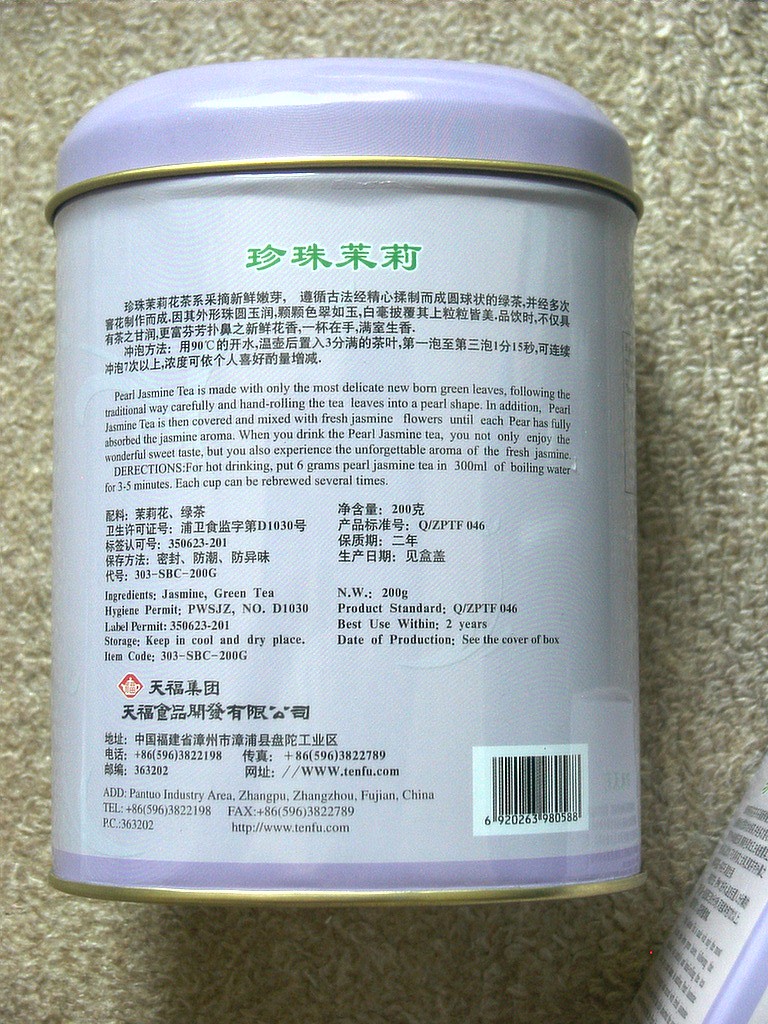 珍珠茉莉
珍珠茉莉花茶系采摘新鲜嫩芽, 遵循古法经精心揉制而成圆球状的绿茶,并经多次
窨花制作而成.因其外形珠圆玉润,颗颗色翠如玉,白毫披覆其上粒粒皆美.品饮时,不仅具
有茶之甘润,更富芬芳扑鼻之新鲜花香,一杯在手,满室生香.
冲泡方法: 用90℃的开水,温壶后置入3分满的茶叶,第一泡至第三泡1分15秒,可连续
冲泡7次以上,浓度可依个人喜好酌量增减.
Pearl Jasmine Tea is made with only the most delicate new born green leaves, following the
traditional way carefully and hand-rolling the tea leaves into a pearl shape. In addition, Pearl
Jasmine Tea is then covered and mixed with fresh jasmine flowers until each Pear has fully
absorbed the jasmine aroma. When you drink the Pearl Jasmine tea, you not only enjoy the
wonderful sweet taste, but you also experience the unforgettable aroma of the fresh jasmine.
DERECTIONS:For hot drinking, put 6 grams pearl jasmine tea in 300ml of boiling water
for 3-5 minutes. Each cup can be rebrewed several times.
配料: 茉莉花、绿茶 净含量: 200克
卫生许可证号: 浦卫食监字第D1030号 产品标准号: Q/ZPTF 046
标签认可号: 350623-201 保质期: 二年
保存方法: 密封、防潮、防异味 生产日期: 见盒盖
代号: 303-SBC-200G
Ingredients: Jasmine, Green Tea N.W.: 200g
Hygiene Permit: PWSJZ, NO. D1030 Product Standard: Q/ZPTF 046
Label Permit: 350623-201 Best Use Within: 2 years
Storage: Keep in cool and dry place. Date of Production: See the cover of box
Item Code: 303-SBC-200G
天福集团
天福食品開發有限公司
地址: 中国福建省漳州市漳浦县盘陀工业区
电话: +86(596)3822198 传真: +86(596)3822789
邮编: 363202 网址: //WWW.tenfu.com
ADD: Pantuo Industry Area, Zhangpu, Zhangzhou, Fujian, China
TEL: +86(596)3822198 FAX:+86(596)3822789
P.C.:363202 http://www.tenfu.com
6 920263 980588